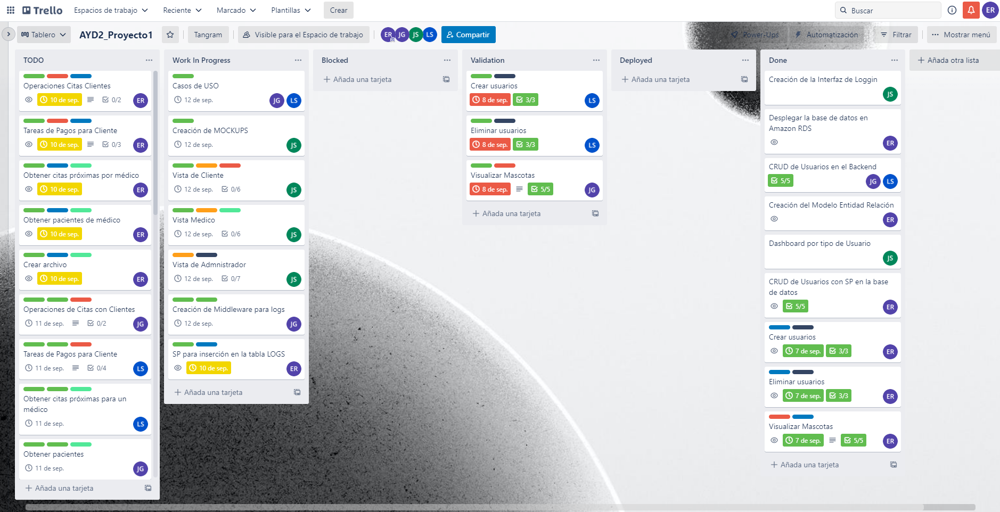 Trello
Espacios de trabajo
Reciente
Marcado
Plantillas
Crear
Buscar
ER
Tablero
AYD2_Proyecto1
Tangram
Visible para el Espacio de trabajo
ER
JG
JS
LS
Compartir
Power-Ups
Automatización
Filtrar
Mostrar menú
TODO
Operaciones Citas Clientes
10 de sep.
0/2
ER
Tareas de Pagos para Cliente
10 de sep.
0/3
ER
Obtener citas próximas por médico
10 de sep.
ER
Obtener pacientes de médico
10 de sep.
ER
Crear archivo
10 de sep.
ER
Operaciones de Citas con Clientes
11 de sep.
0/2
JG
Tareas de Pagos para Cliente
11 de sep.
0/4
LS
Obtener citas próximas para un
médico
11 de sep.
LS
Obtener pacientes
11 de sep.
JG
Añada una tarjeta
Work In Progress
Casos de USO
12 de sep.
JG
LS
Creación de MOCKUPS
12 de sep.
JS
Vista de Cliente
12 de sep.
0/6
JS
Vista Medico
12 de sep.
0/6
JS
Vista de Admnistrador
12 de sep.
0/7
JS
Creación de Middleware para logs
12 de sep.
JG
SP para inserción en la tabla LOGS
10 de sep.
ER
Añada una tarjeta
Blocked
Añada una tarjeta
Validation
Crear usuarios
8 de sep.
3/3
LS
Eliminar usuarios
8 de sep.
3/3
LS
Visualizar Mascotas
8 de sep.
5/5
JG
Añada una tarjeta
Deployed
Añada una tarjeta
Done
Creación de la Interfaz de Loggin
JS
Desplegar la base de datos en
Amazon RDS
ER
CRUD de Usuarios en el Backend
5/5
JG
LS
Creación del Modelo Entidad Relación
ER
Dashboard por tipo de Usuario
JS
CRUD de Usuarios con SP en la base
de datos
5/5
ER
Crear usuarios
7 de sep.
3/3
ER
Eliminar usuarios
7 de sep.
3/3
ER
Visualizar Mascotas
7 de sep.
5/5
ER
Añada una tarjeta
Añada otra lista